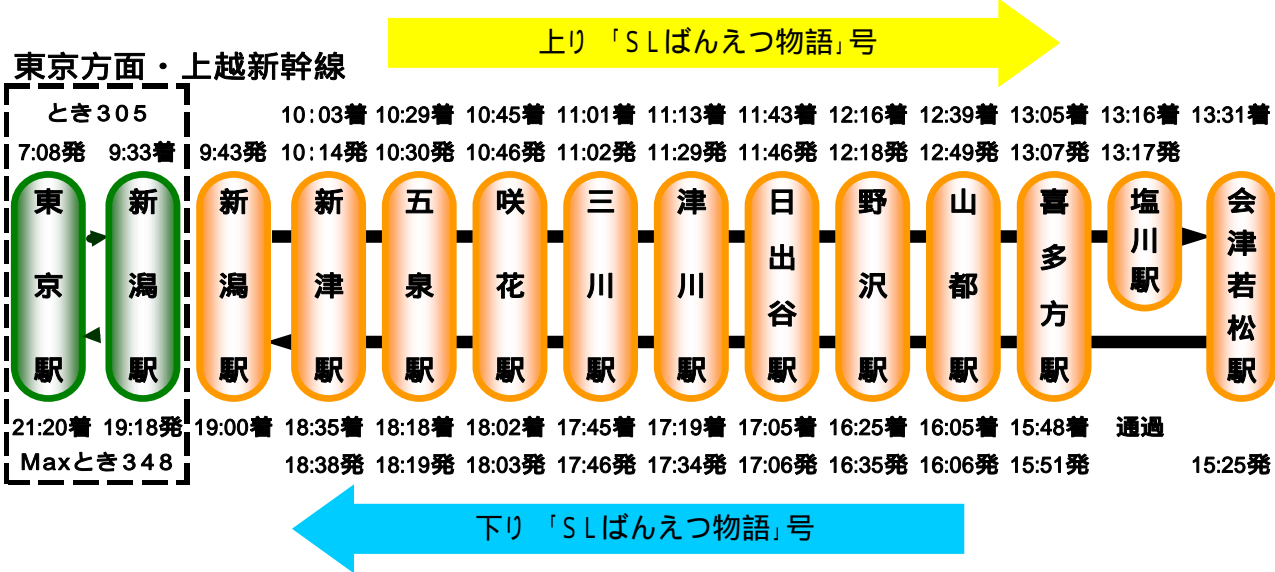 上り 「SLばんえつ物語」号
東京方面・上越新幹線
とき305
10:03着 10:29着 10:45着 11:01着 11:13着 11:43着 12:16着 12:39着 13:05着 13:16着 13:31着
7:08発 9:33着 9:43発 10:14発 10:30発 10:46発 11:02発 11:29発 11:46発 12:18発 12:49発 13:07発 13:17発
東京駅
新潟駅
新潟駅
新津駅
五泉駅
咲花駅
三川駅
津川駅
日出谷駅
野沢駅
山都駅
喜多方駅
塩川駅
会津若松駅
21:20着 19:18発 19:00着 18:35着 18:18着 18:02着 17:45着 17:19着 17:05着 16:25着 16:05着 15:48着 通過
Maxとき348
18:38発 18:19発 18:03発 17:46発 17:34発 17:06発 16:35発 16:06発 15:51発 15:25発
下り 「SLばんえつ物語」号